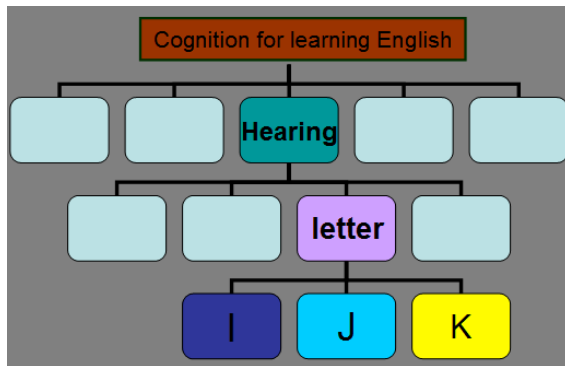 Cognition for learning English
Hearing
letter
I
J
K